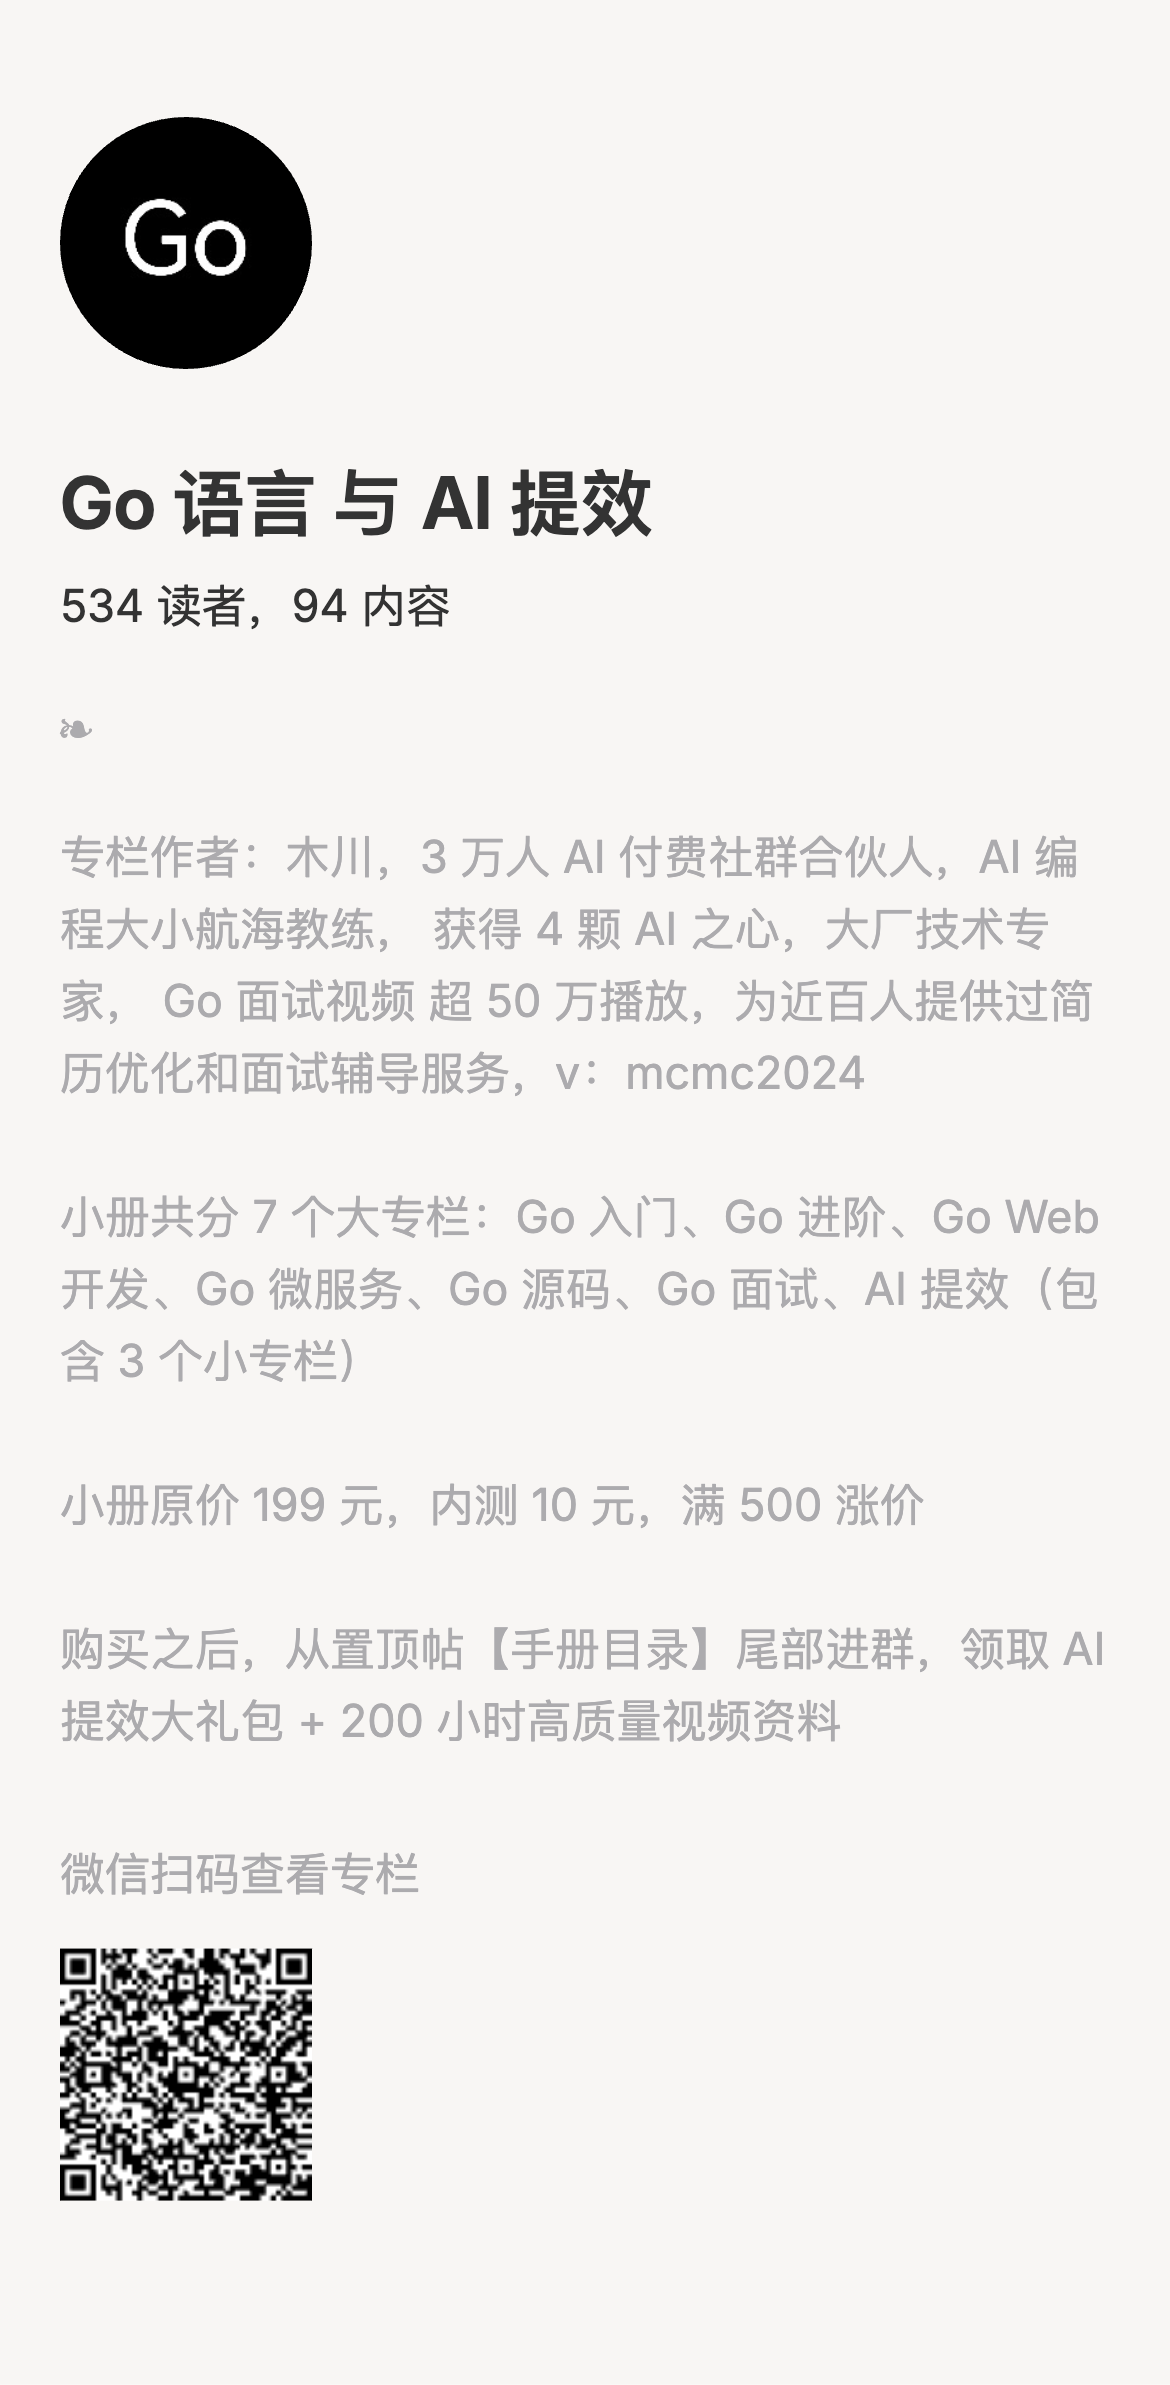 Go
Go 语言 与 AI 提效
534 读者，94 内容
❧
专栏作者：木川，3 万人 AI 付费社群合伙人，AI 编
程大小航海教练， 获得 4 颗 AI 之心，大厂技术专
家， Go 面试视频 超 50 万播放，为近百人提供过简
历优化和面试辅导服务，v：mcmc2024
小册共分 7 个大专栏：Go 入门、Go 进阶、Go Web
开发、Go 微服务、Go 源码、Go 面试、AI 提效（包
含 3 个小专栏）
小册原价 199 元，内测 10 元，满 500 涨价
购买之后，从置顶帖【手册目录】尾部进群，领取 AI
提效大礼包 + 200 小时高质量视频资料
微信扫码查看专栏